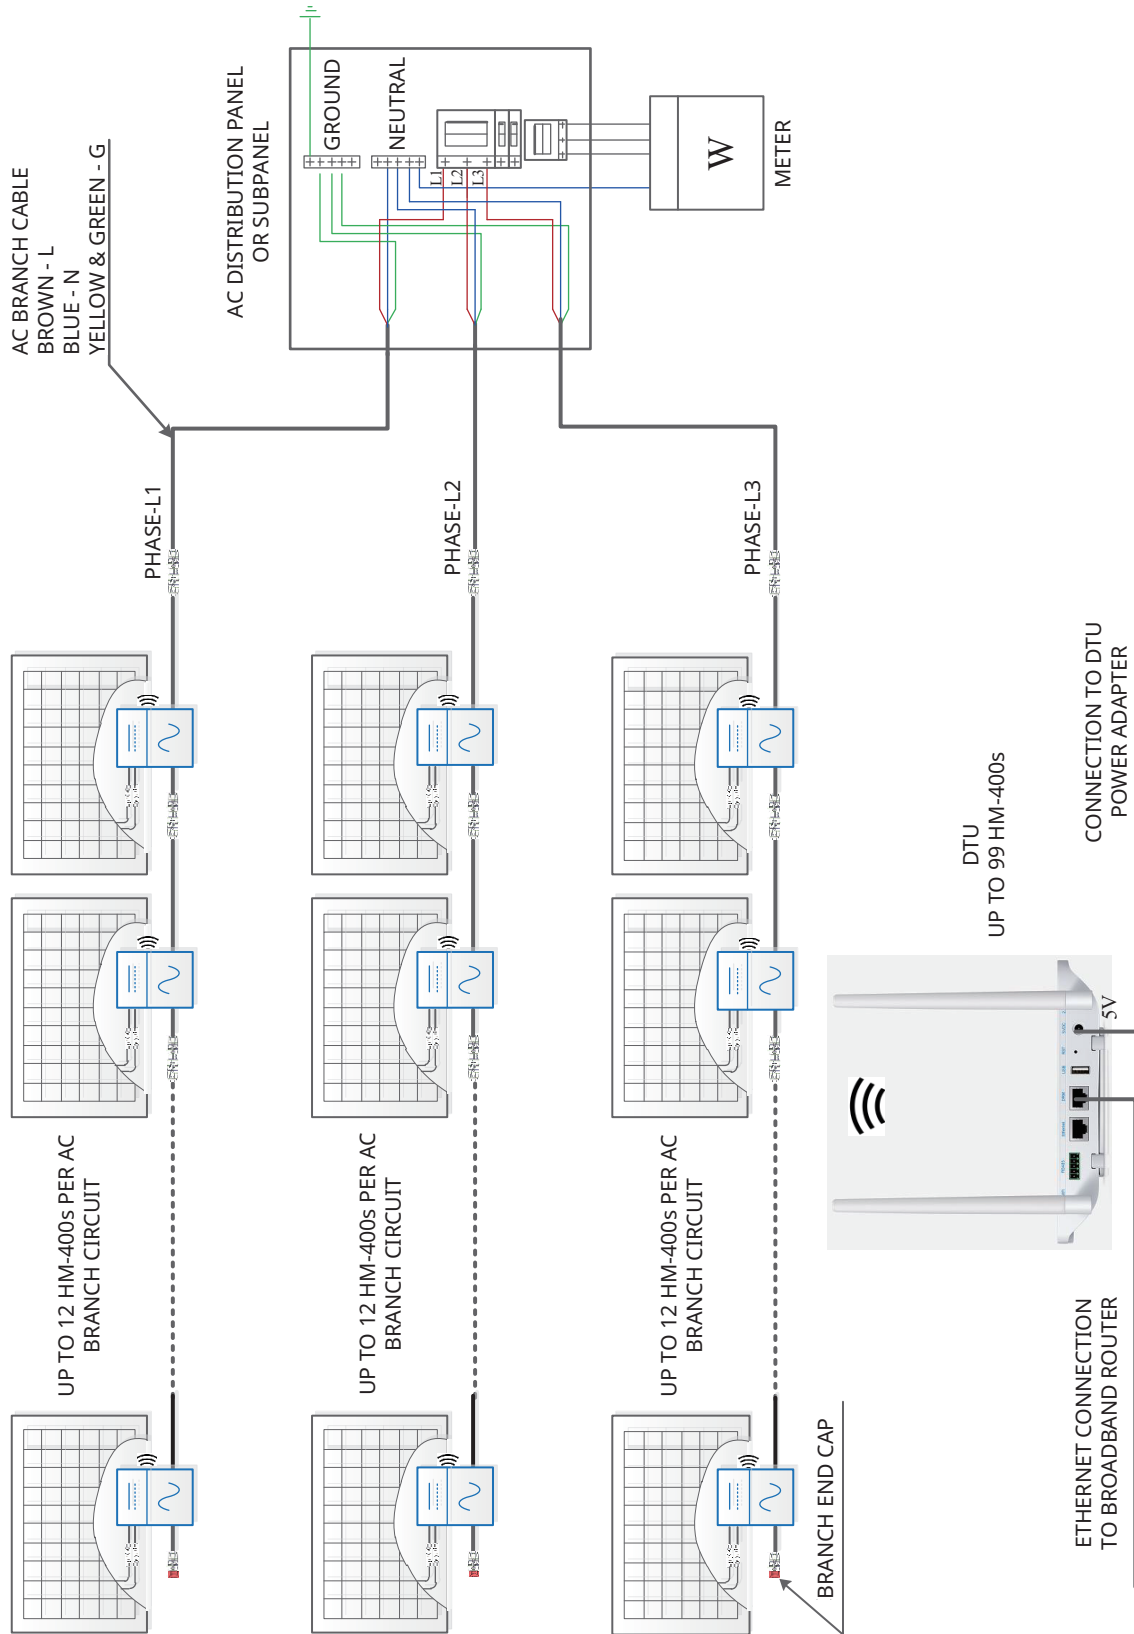 AC BRANCH CABLE
BROWN - L
BLUE - N
YELLOW & GREEN - G
AC DISTRIBUTION PANEL
OR SUBPANEL
GROUND
NEUTRAL
L1
L2
L3
W
METER
PHASE-L1
PHASE-L2
PHASE-L3
UP TO 12 HM-400s PER AC
BRANCH CIRCUIT
UP TO 12 HM-400s PER AC
BRANCH CIRCUIT
UP TO 12 HM-400s PER AC
BRANCH CIRCUIT
BRANCH END CAP
DTU
UP TO 99 HM-400s
CONNECTION TO DTU
POWER ADAPTER
5V
ETHERNET CONNECTION
TO BROADBAND ROUTER